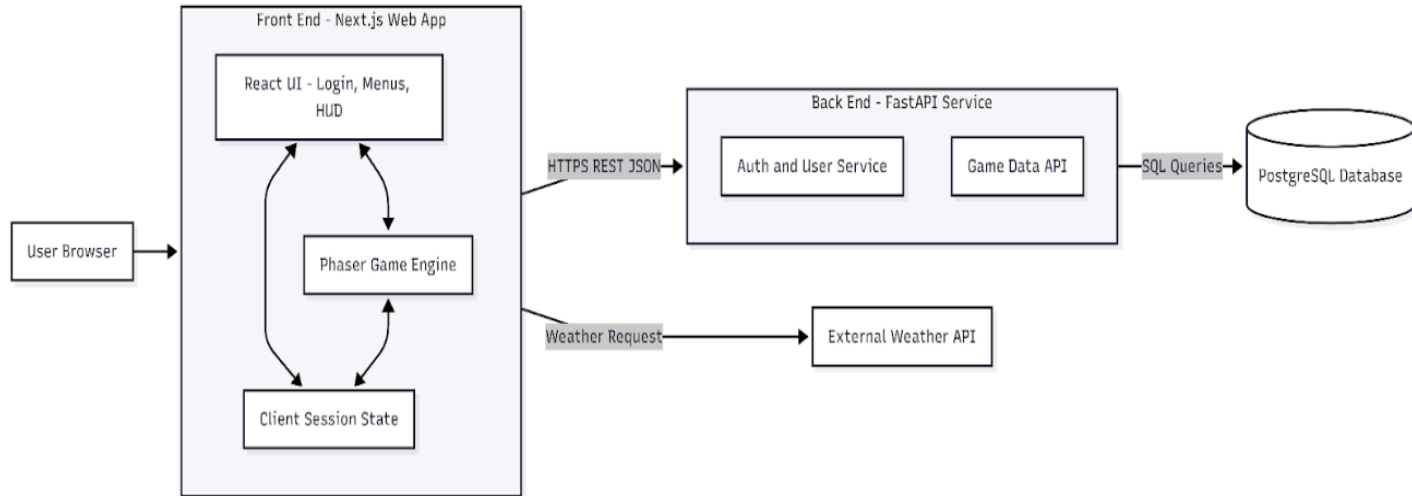 Front End - Next.js Web App
React UI - Login, Menus,
HUD
Phaser Game Engine
Client Session State
User Browser
HTTPS REST JSON
Weather Request
Back End - FastAPI Service
Auth and User Service
Game Data API
SQL Queries
PostgreSQL Database
External Weather API